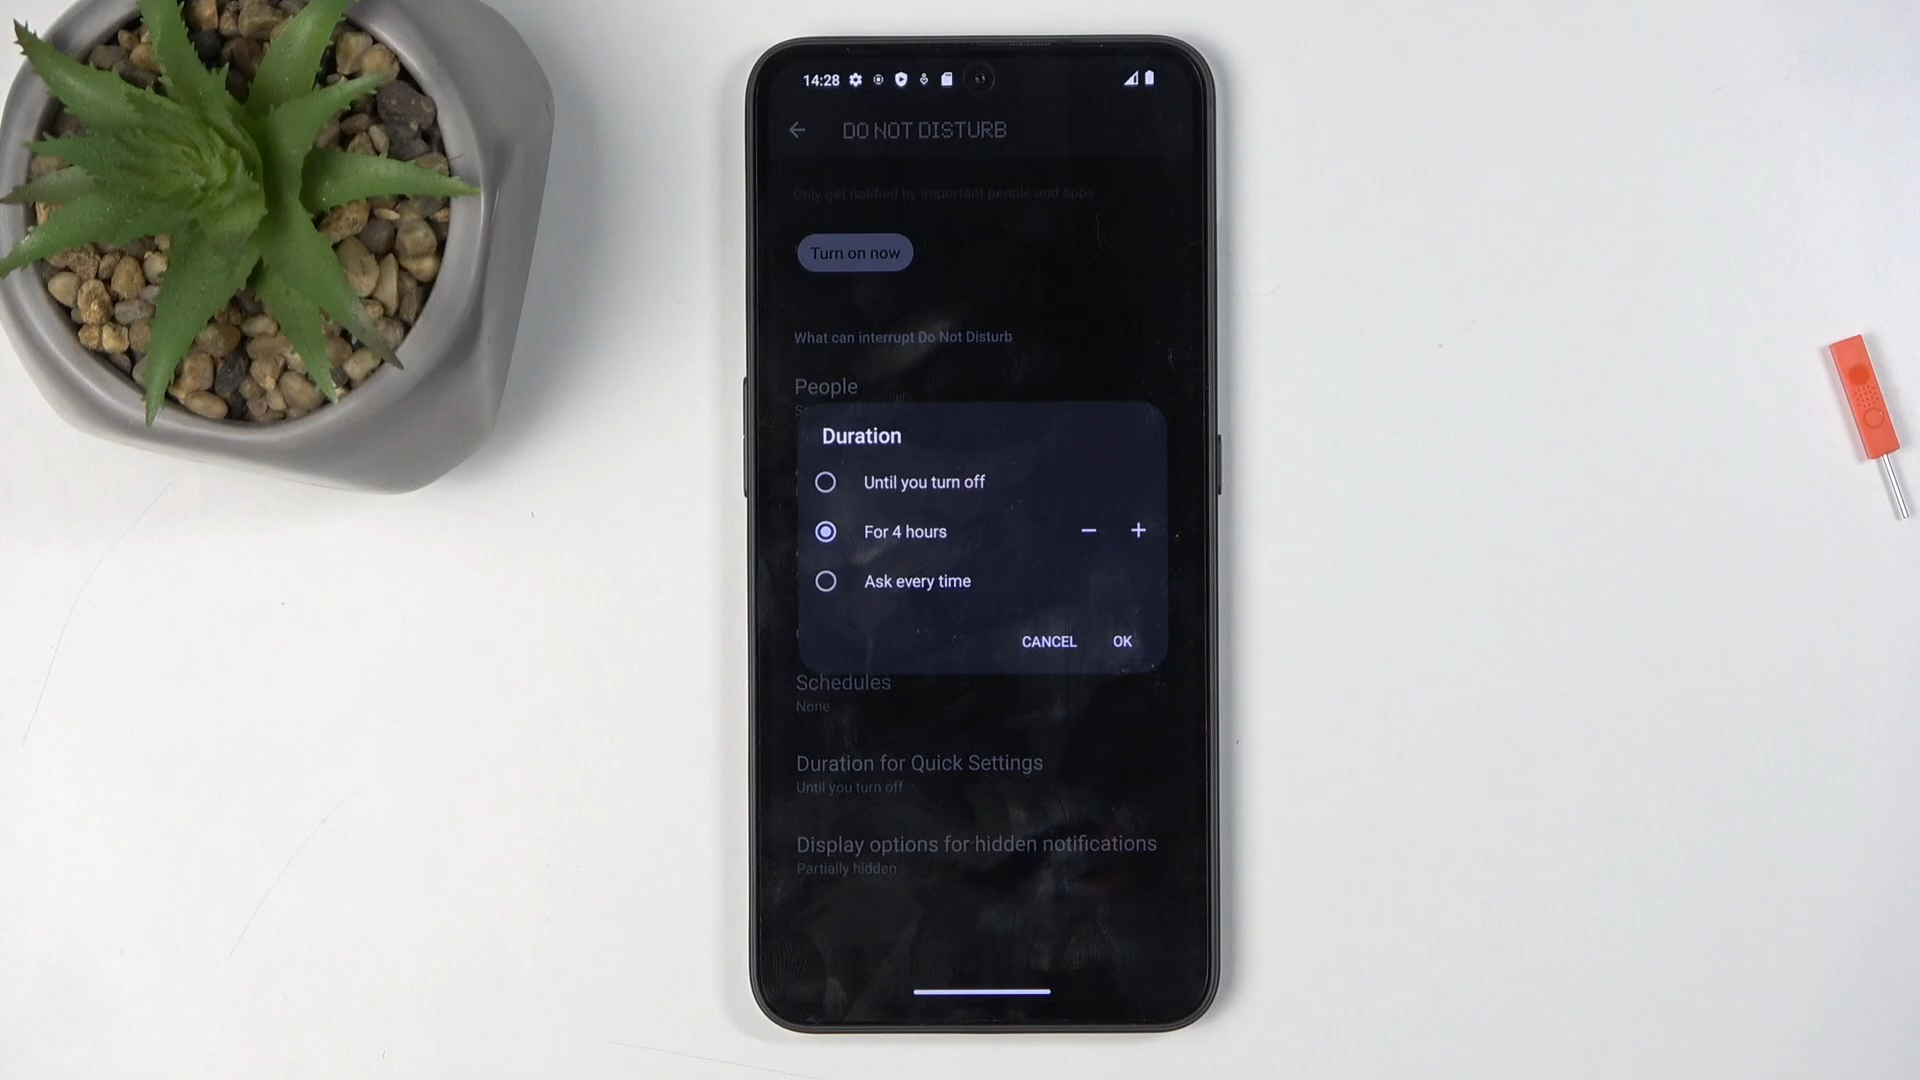 14:28
DO NOT DISTURB
Only get notified by important people and apps
Turn on now
What can interrupt Do Not Disturb
People
Duration
Until you turn off
For 4 hours
Ask every time
CANCEL OK
Schedules
None
Duration for Quick Settings
Until you turn off
Display options for hidden notifications
Partially hidden